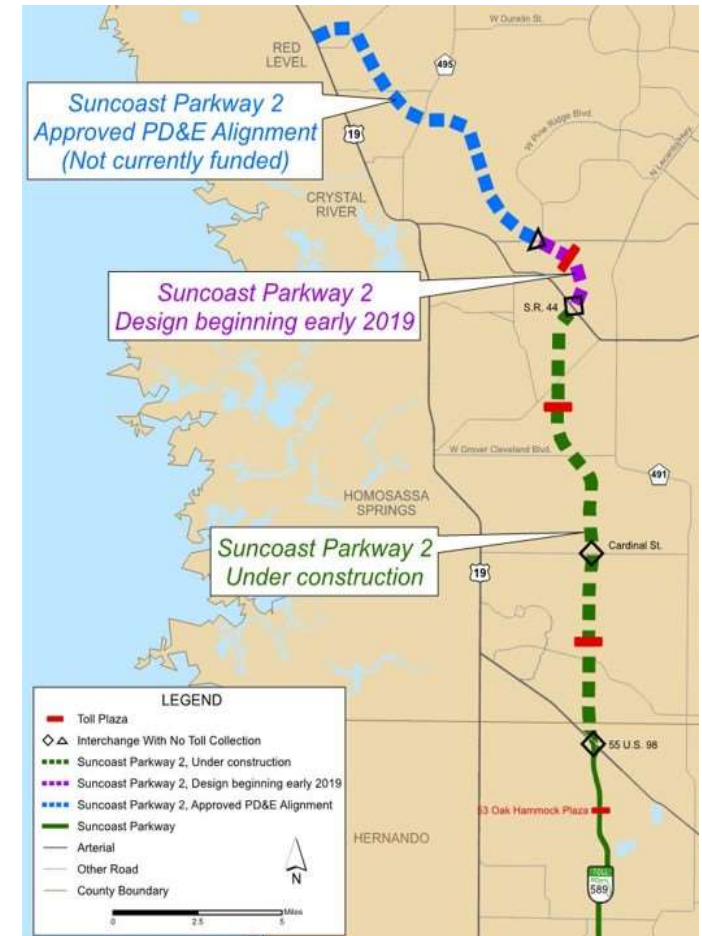 W Dunklin St.
RED
LEVEL
495
Suncoast Parkway 2
Approved PD&E Alignment
(Not currently funded)
19
W Pine Ridge Blvd.
N Lecanto Hwy.
CRYSTAL
RIVER
Suncoast Parkway 2
Design beginning early 2019
S.R. 44
W Grover Cleveland Blvd.
491
HOMOSASSA
SPRINGS
Suncoast Parkway 2
Under construction
Cardinal St.
19
LEGEND
Toll Plaza
Interchange With No Toll Collection
Suncoast Parkway 2, Under construction
Suncoast Parkway 2, Design beginning early 2019
Suncoast Parkway 2, Approved PD&E Alignment
Suncoast Parkway
Arterial
Other Road
County Boundary
N
Miles
0 2.5 5
55 U.S. 98
53 Oak Hammock Plaza
HERNANDO
TOLL
589